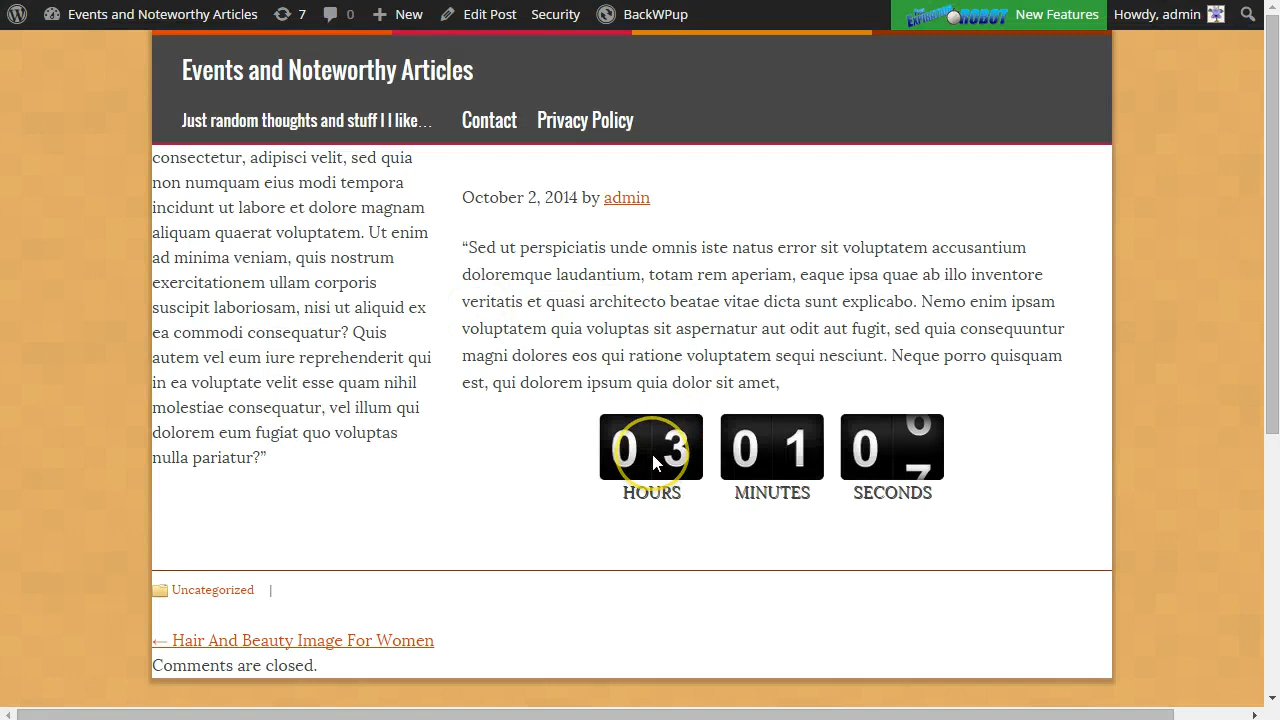 Events and Noteworthy Articles 7 0 New Edit Post Security BackWPup THE EXPIRATION ROBOT New Features Howdy, admin
Events and Noteworthy Articles
Just random thoughts and stuff I I like… Contact Privacy Policy
consectetur, adipisci velit, sed quia
non numquam eius modi tempora
incidunt ut labore et dolore magnam
aliquam quaerat voluptatem. Ut enim
ad minima veniam, quis nostrum
exercitationem ullam corporis
suscipit laboriosam, nisi ut aliquid ex
ea commodi consequatur? Quis
autem vel eum iure reprehenderit qui
in ea voluptate velit esse quam nihil
molestiae consequatur, vel illum qui
dolorem eum fugiat quo voluptas
nulla pariatur?”
October 2, 2014 by admin
“Sed ut perspiciatis unde omnis iste natus error sit voluptatem accusantium
doloremque laudantium, totam rem aperiam, eaque ipsa quae ab illo inventore
veritatis et quasi architecto beatae vitae dicta sunt explicabo. Nemo enim ipsam
voluptatem quia voluptas sit aspernatur aut odit aut fugit, sed quia consequuntur
magni dolores eos qui ratione voluptatem sequi nesciunt. Neque porro quisquam
est, qui dolorem ipsum quia dolor sit amet,
03 01 0
HOURS MINUTES SECONDS
Uncategorized |
← Hair And Beauty Image For Women
Comments are closed.